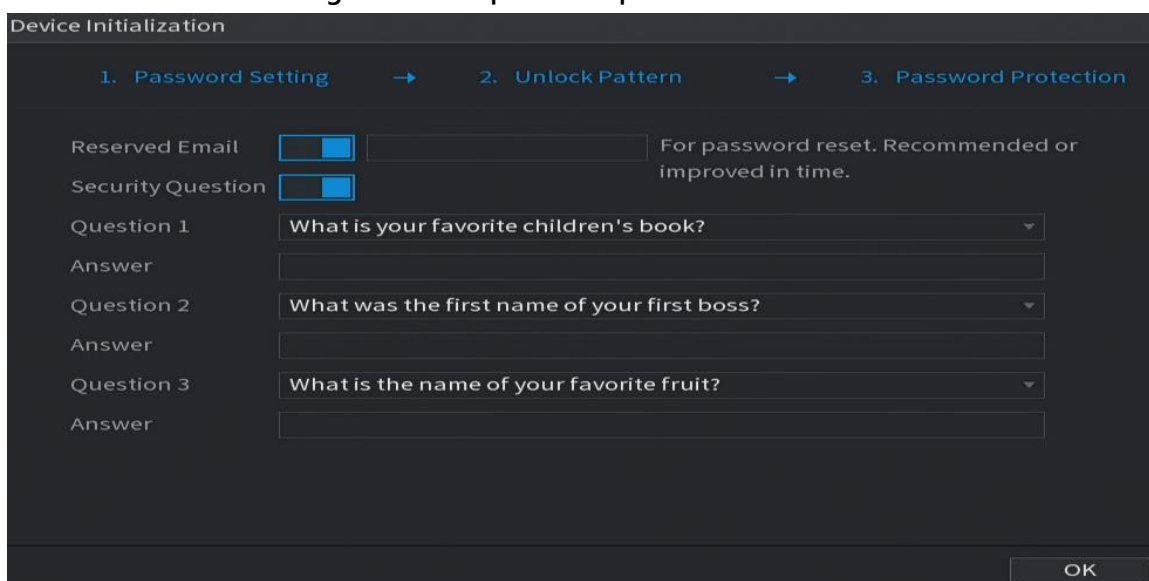 Device Initialization
1. Password Setting → 2. Unlock Pattern → 3. Password Protection
Reserved Email For password reset. Recommended or
improved in time.
Security Question
Question 1 What is your favorite children's book?
Answer
Question 2 What was the first name of your first boss?
Answer
Question 3 What is the name of your favorite fruit?
Answer
OK